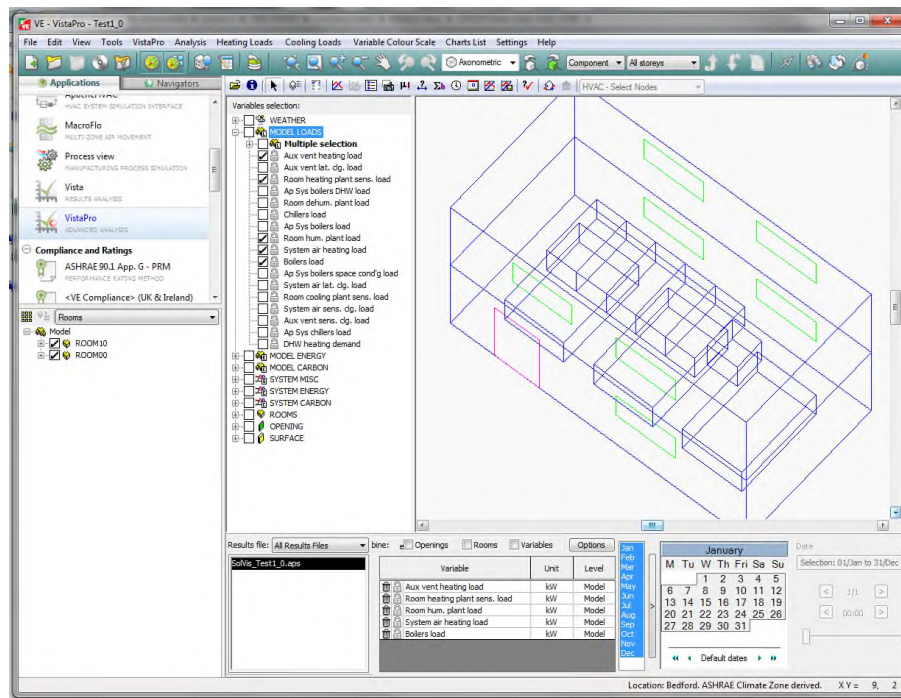 VE - VistaPro - Test1_0
File Edit View Tools VistaPro Analysis Heating Loads Cooling Loads Variable Colour Scale Charts List Settings Help
Axonometric Component All storeys
Applications Navigators
HVAC - Select Nodes
HVAC SYSTEM SIMULATION INTERFACE
MacroFlo
MULTI-ZONE AIR MOVEMENT
Process view
MANUFACTURING PROCESS SIMULATION
Vista
RESULTS ANALYSIS
VistaPro
ADVANCED ANALYSIS
Compliance and Ratings
ASHRAE 90.1 App. G - PRM
PERFORMANCE RATING METHOD
<VE Compliance> (UK & Ireland)
Rooms
Model
ROOM10
ROOM00
Variables selection:
WEATHER
MODEL LOADS
Multiple selection
Aux vent heating load
Aux vent lat. clg. load
Room heating plant sens. load
Ap Sys boilers DHW load
Room dehum. plant load
Chillers load
Ap Sys boilers load
Room hum. plant load
System air heating load
Boilers load
Ap Sys boilers space cond'g load
System air lat. clg. load
Room cooling plant sens. load
System air sens. clg. load
Aux vent sens. clg. load
Ap Sys chillers load
DHW heating demand
MODEL ENERGY
MODEL CARBON
SYSTEM MISC
SYSTEM ENERGY
SYSTEM CARBON
ROOMS
OPENING
SURFACE
Results file: All Results Files bine: e Openings Rooms Variables Options
SolVis_Test1_0.aps
Variable Unit Level
Aux vent heating load kW Model
Room heating plant sens. load kW Model
Room hum. plant load kW Model
System air heating load kW Model
Boilers load kW Model
Jan
Feb
Mar
Apr
May
Jun
Jul
Aug
Sep
Oct
Nov
Dec
January
M Tu W Th Fri Sa Su
1 2 3 4 5
6 7 8 9 10 11 12
13 14 15 16 17 18 19
20 21 22 23 24 25 26
27 28 29 30 31
Default dates
Date
Selection: 01/Jan to 31/Dec
1/1
00:00
Location: Bedford. ASHRAE Climate Zone derived. X Y = 9, 2